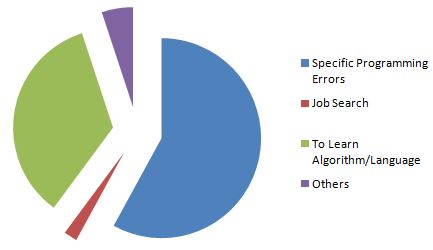 Specific Programming
Errors
Job Search
To Learn
Algorithm/Language
Others